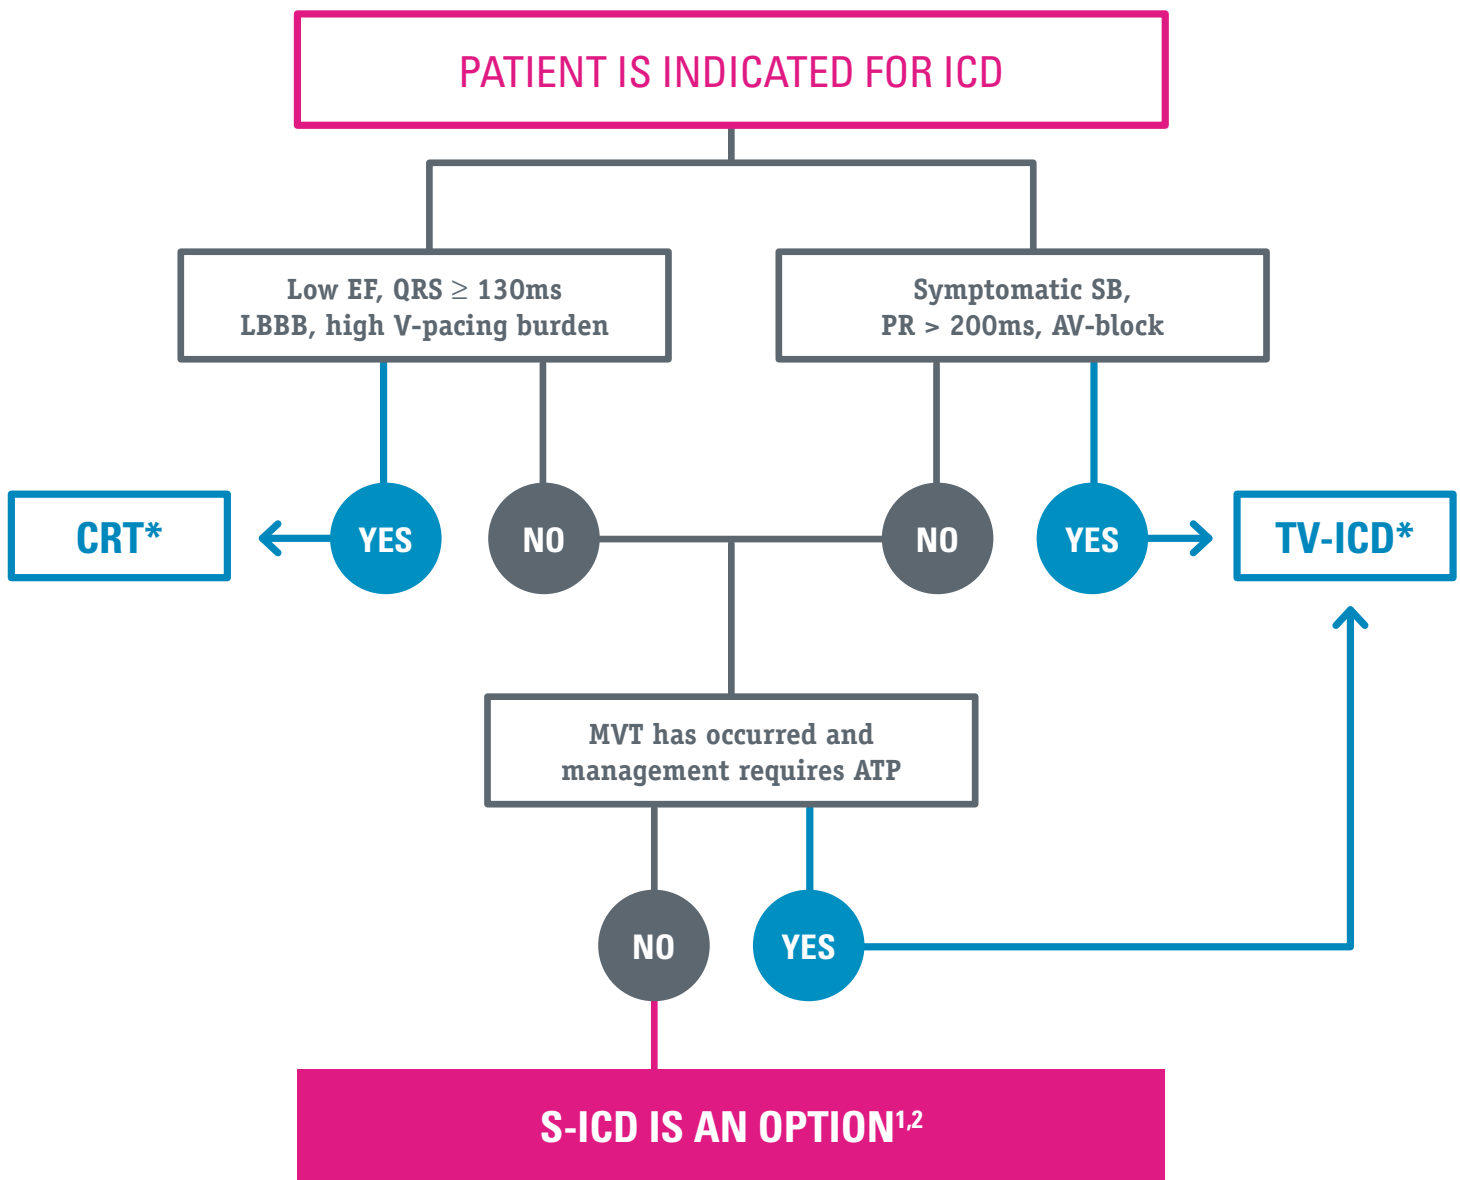 PATIENT IS INDICATED FOR ICD
Low EF, QRS ≥ 130ms
LBBB, high V-pacing burden
Symptomatic SB,
PR > 200ms, AV-block
CRT*
YES
NO
NO
YES
TV-ICD*
MVT has occurred and
management requires ATP
NO
YES
S-ICD IS AN OPTION1,2